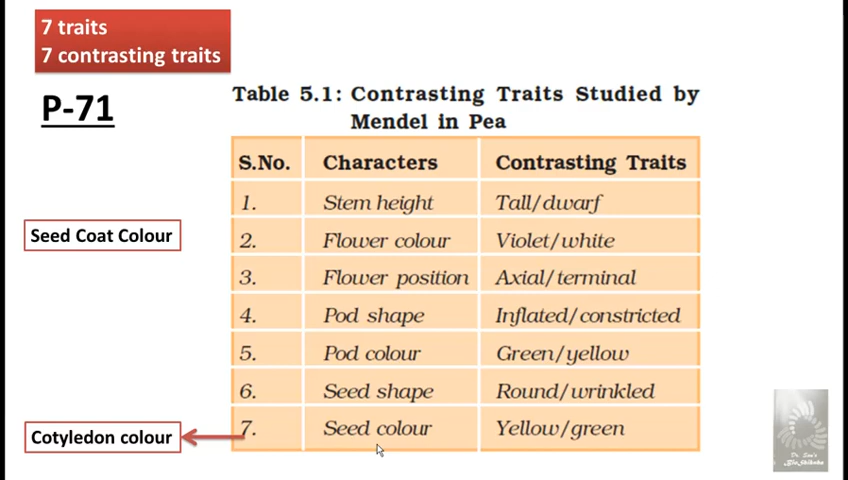 7 traits
7 contrasting traits
P-71
Table 5.1: Contrasting Traits Studied by
Mendel in Pea
S.No. Characters Contrasting Traits
1. Stem height Tall/dwarf
Seed Coat Colour
2. Flower colour Violet/white
3. Flower position Axial/terminal
4. Pod shape Inflated/constricted
5. Pod colour Green/yellow
6. Seed shape Round/wrinkled
Cotyledon colour
7. Seed colour Yellow/green
Dr. Sen's
BioShiksha